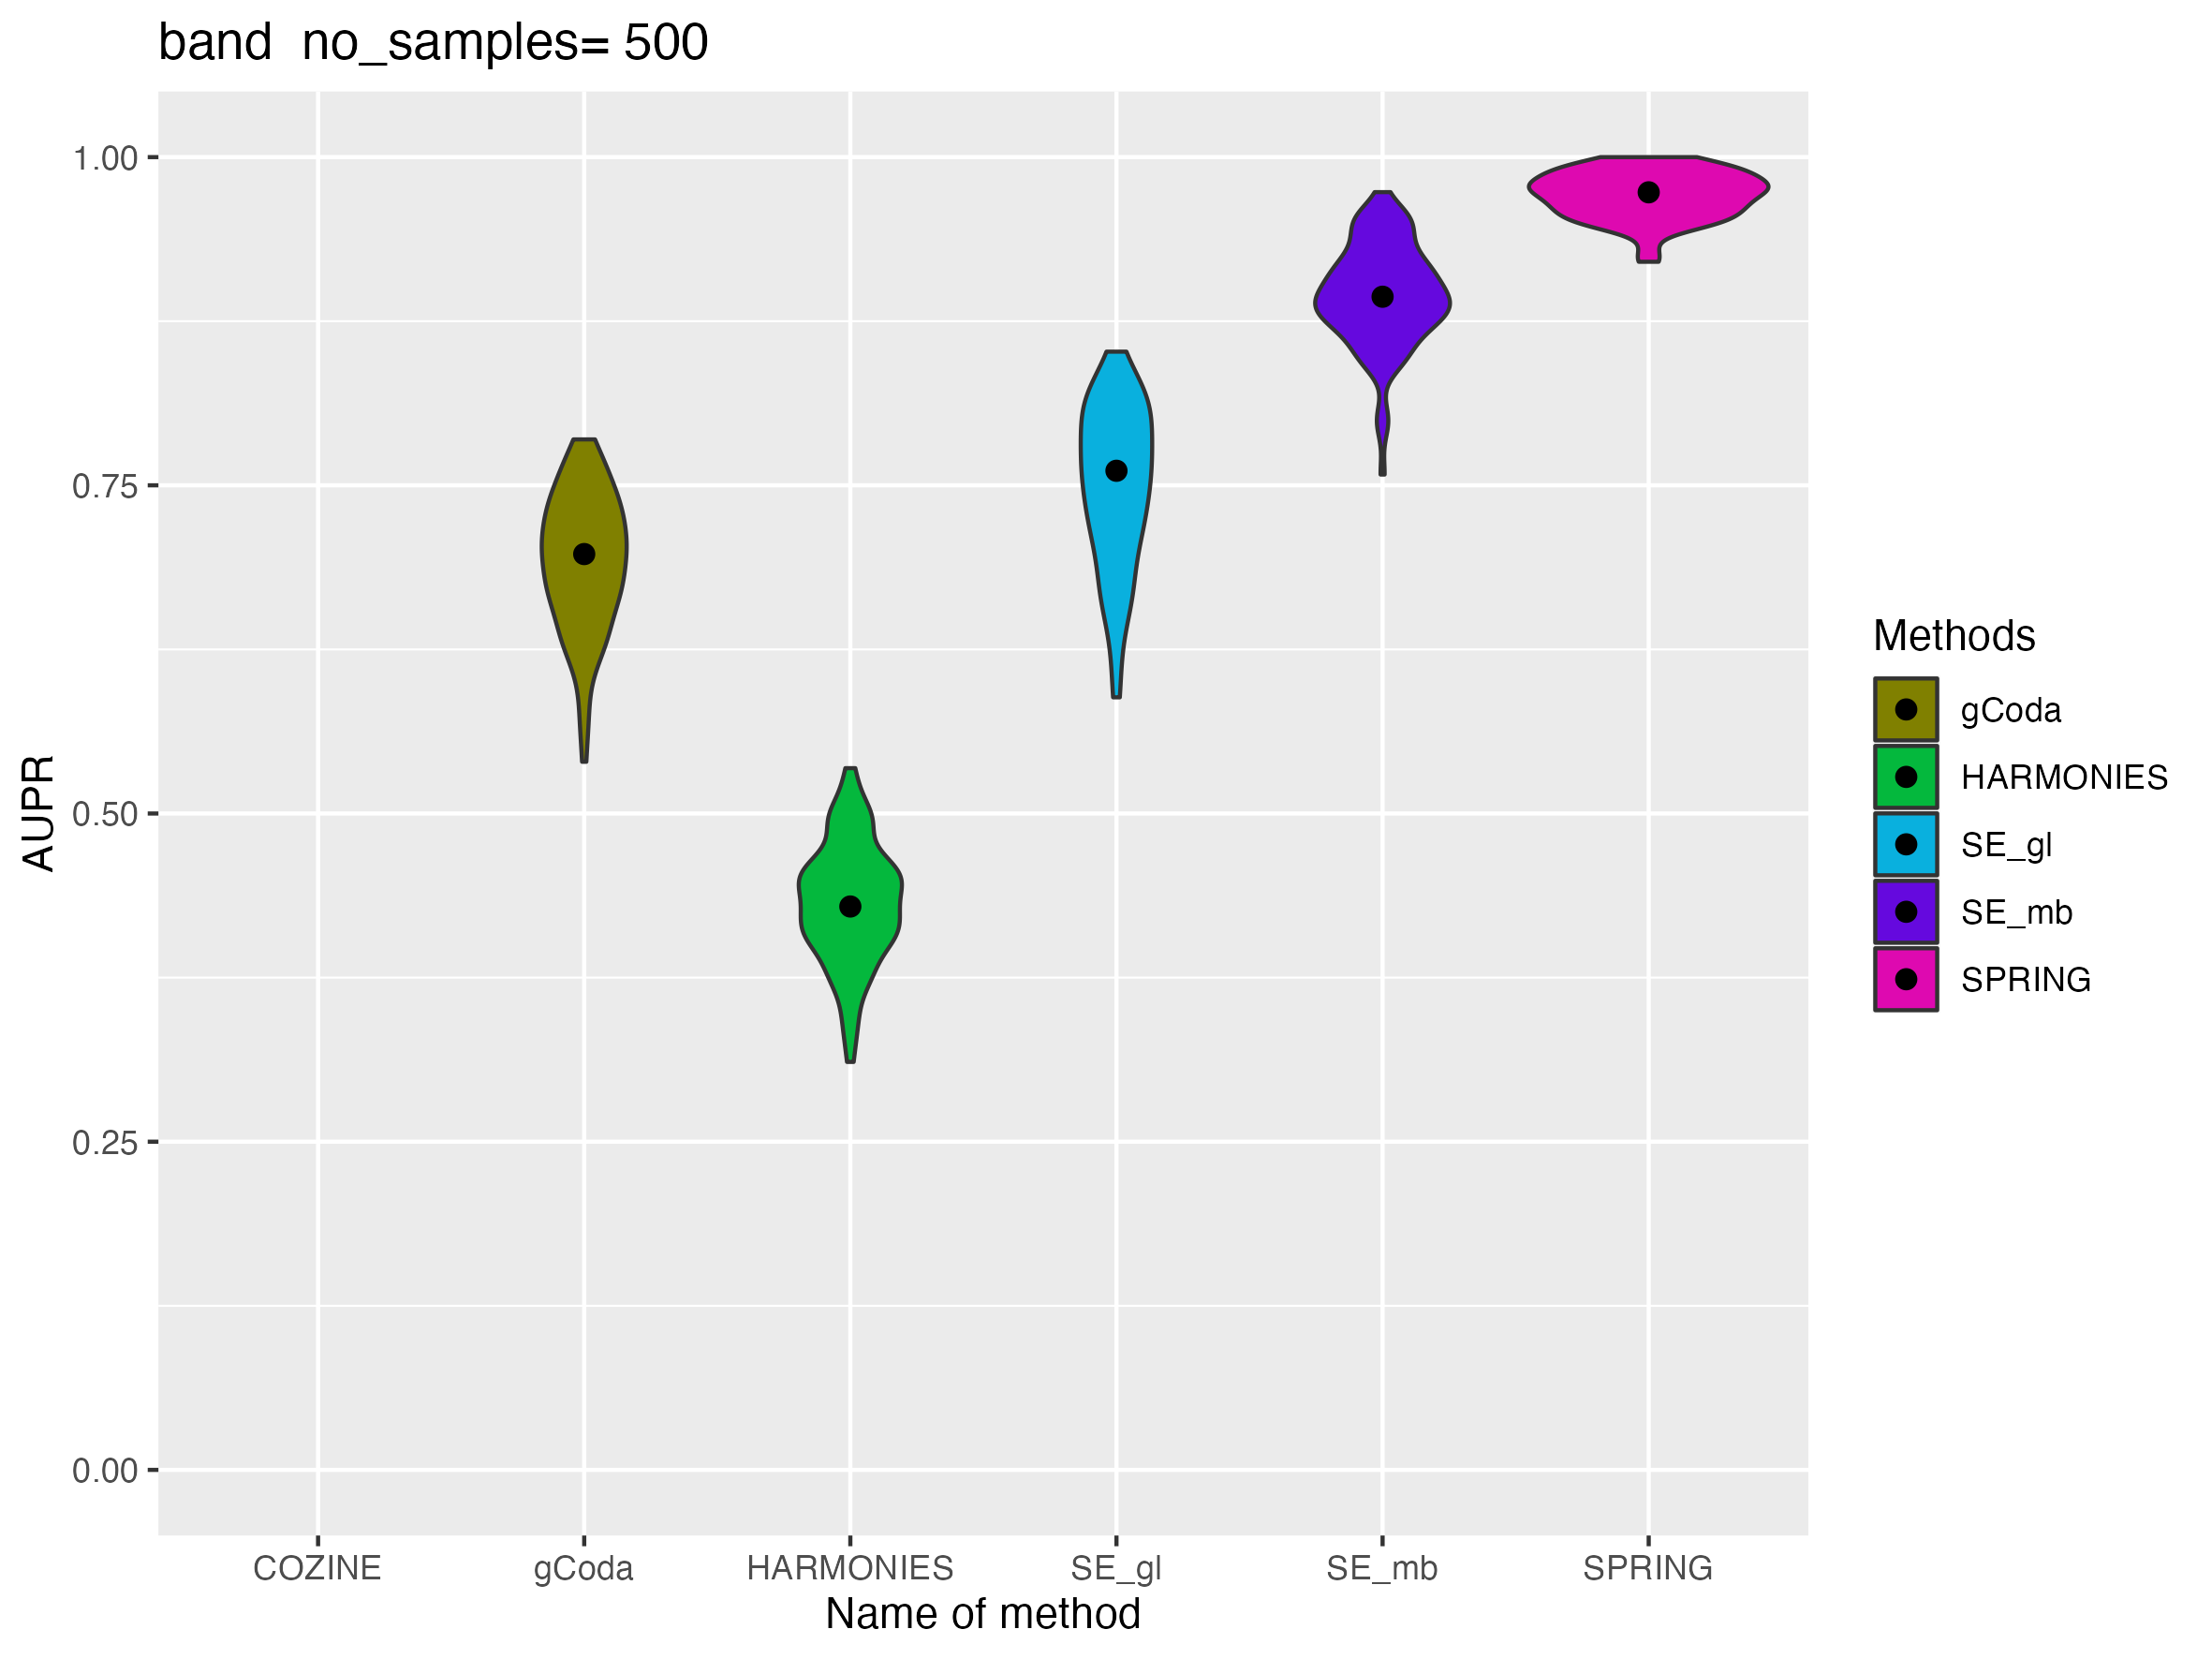 band  no_samples= 500
AUPR
1.00
0.75
0.50
0.25
0.00
COZINE
gCoda
HARMONIES
SE_gl
SE_mb
SPRING
Name of method
Methods
gCoda
HARMONIES
SE_gl
SE_mb
SPRING